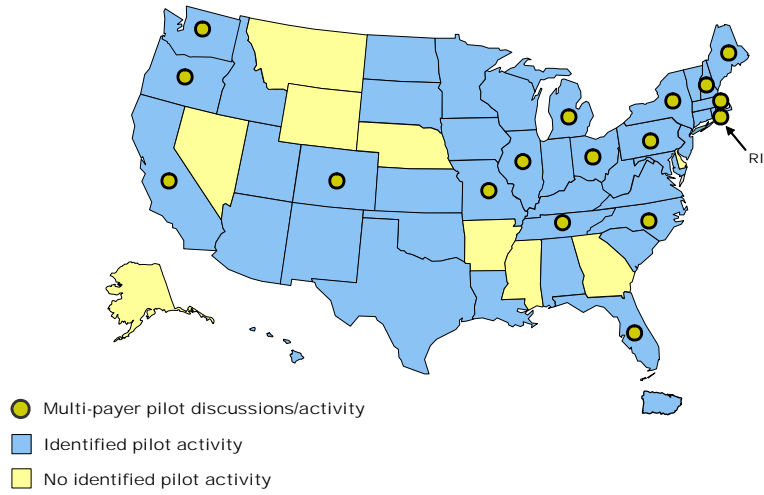 RI
Multi-payer pilot discussions/activity
Identified pilot activity
No identified pilot activity